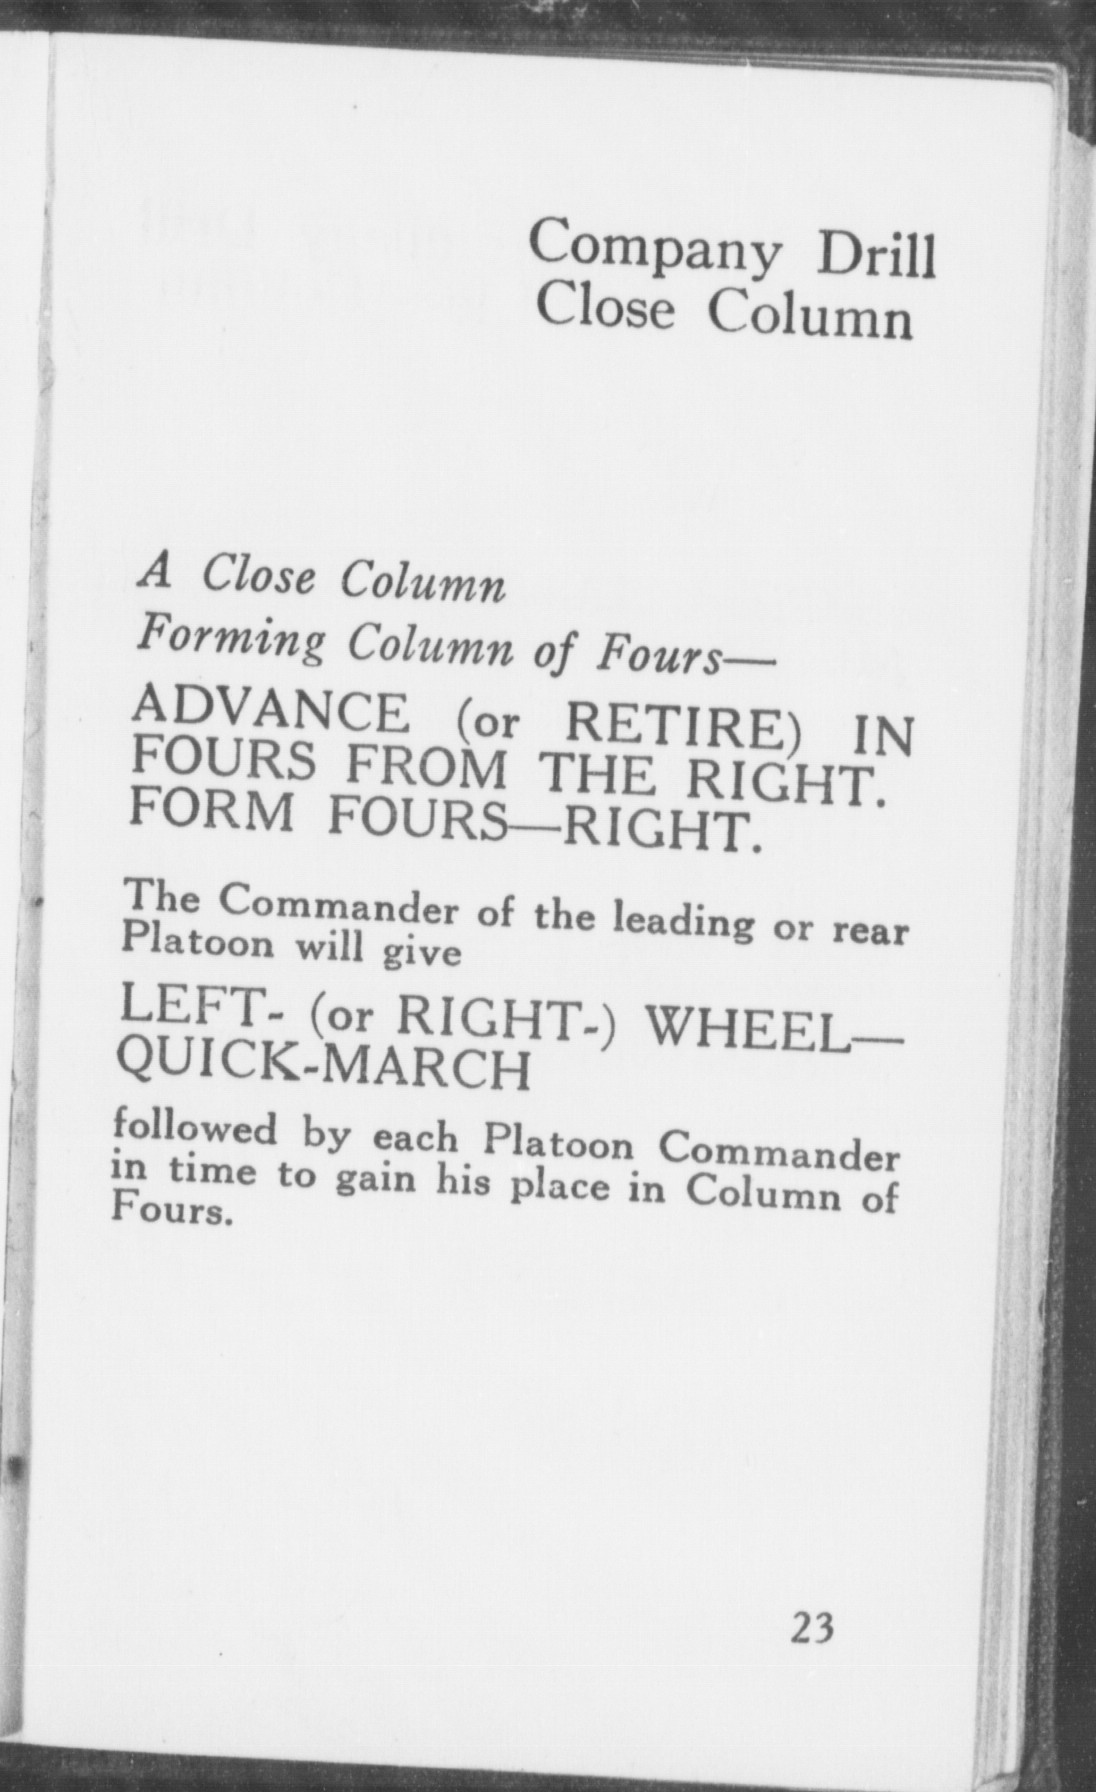 Company Drill
Close Column
A Close Column
Forming Column of Fours—
ADVANCE (or RETIRE) IN
FOURS FROM THE RIGHT.
FORM FOURS—RIGHT.
The Commander of the leading or rear
Platoon will give
LEFT- (or RIGHT-) WHEEL—
QUICK-MARCH
followed by each Platoon Commander
in time to gain his place in Column of
Fours.
23